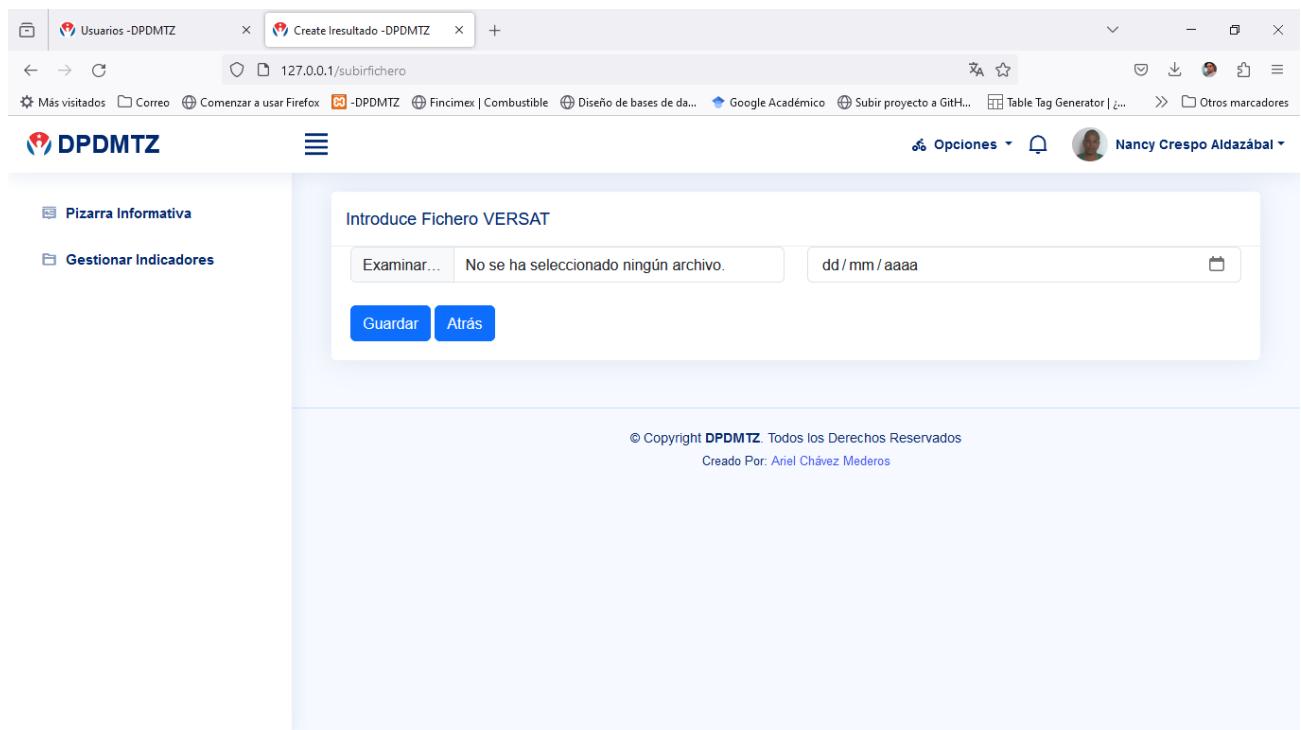 Usuarios -DPDMTZ
Create Iresultado -DPDMTZ
127.0.0.1/subirfichero
Más visitados Correo Comenzar a usar Firefox -DPDMTZ Fincimex | Combustible Diseño de bases de da... Google Académico Subir proyecto a GitH... Table Tag Generator | ¿... Otros marcadores
DPDMTZ
Opciones
Nancy Crespo Aldazábal
Pizarra Informativa
Gestionar Indicadores
Introduce Fichero VERSAT
Examinar... No se ha seleccionado ningún archivo. dd/mm/aaaa
Guardar Atrás
© Copyright DPDMTZ. Todos los Derechos Reservados
Creado Por: Ariel Chávez Mederos